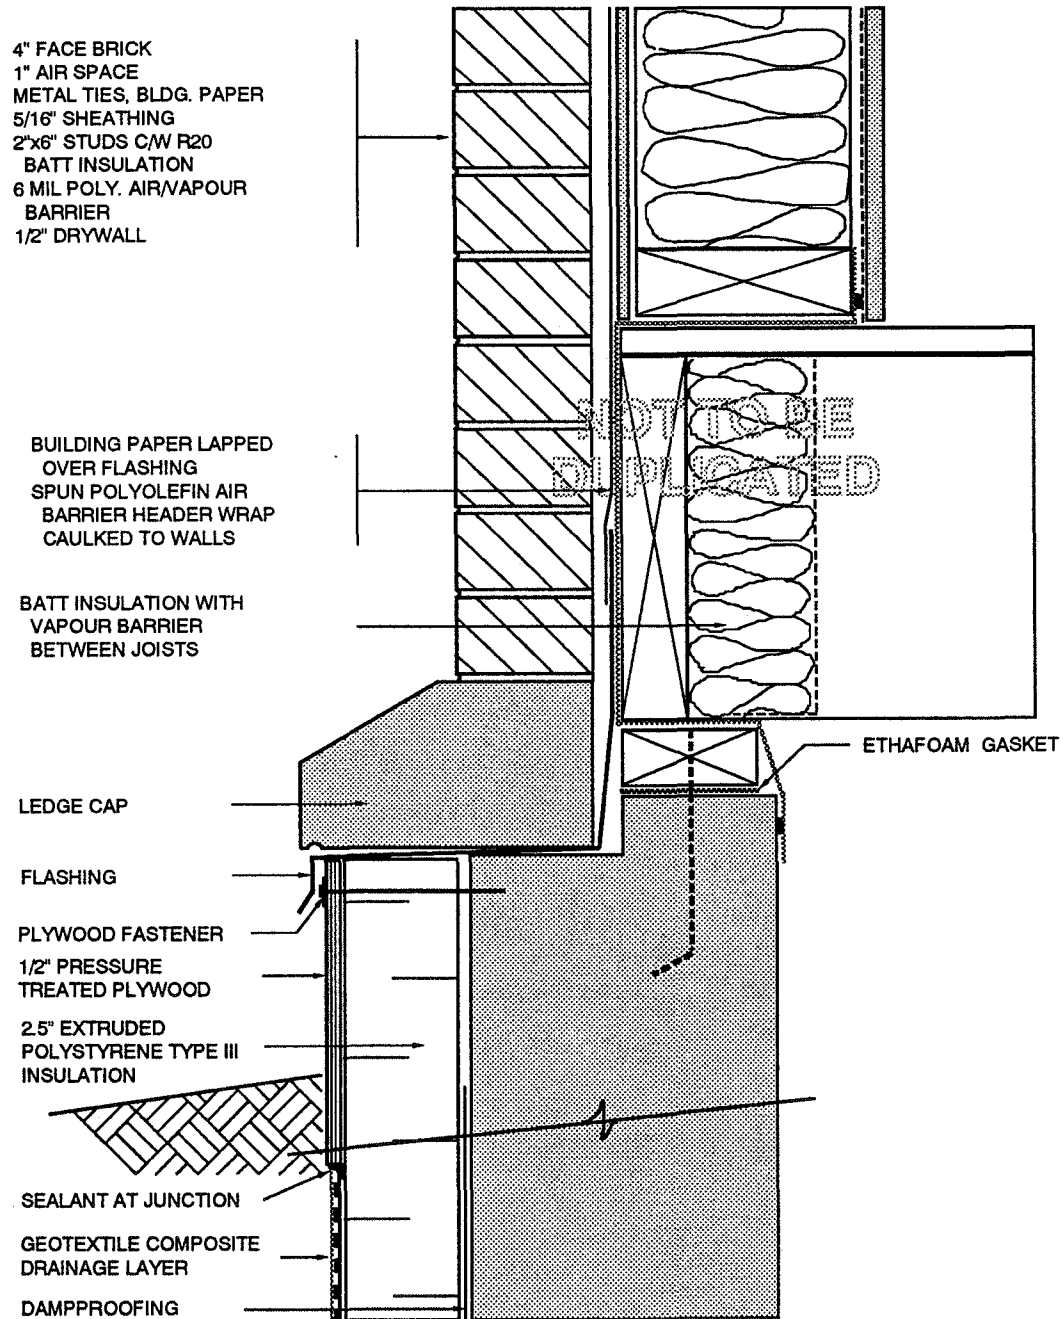 4" FACE BRICK
1" AIR SPACE
METAL TIES, BLDG. PAPER
5/16" SHEATHING
2"x6" STUDS C/W R20
BATT INSULATION
6 MIL POLY. AIR/VAPOUR
BARRIER
1/2" DRYWALL
NOT TO BE
DUPLICATED
BUILDING PAPER LAPPED
OVER FLASHING
SPUN POLYOLEFIN AIR
BARRIER HEADER WRAP
CAULKED TO WALLS
BATT INSULATION WITH
VAPOUR BARRIER
BETWEEN JOISTS
ETHAFOAM GASKET
LEDGE CAP
FLASHING
PLYWOOD FASTENER
1/2" PRESSURE
TREATED PLYWOOD
2.5" EXTRUDED
POLYSTYRENE TYPE III
INSULATION
SEALANT AT JUNCTION
GEOTEXTILE COMPOSITE
DRAINAGE LAYER
DAMPPROOFING